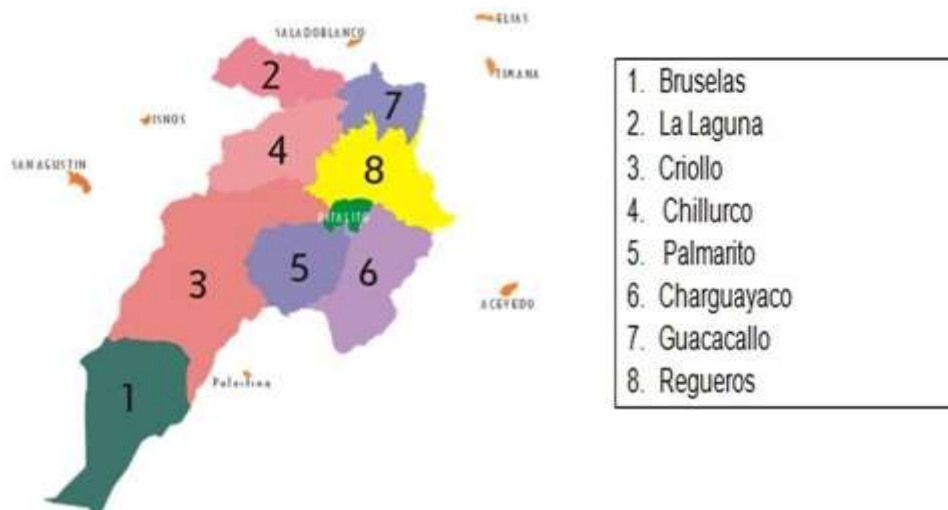 ELIAS
SALADOBLANCO
TIMANA
ISNOS
SAN AGUSTIN
PITALITO
ACEVEDO
Palestina
2
7
4
8
5
6
3
1
1. Bruselas
2. La Laguna
3. Criollo
4. Chillurco
5. Palmarito
6. Charguayaco
7. Guacacallo
8. Regueros